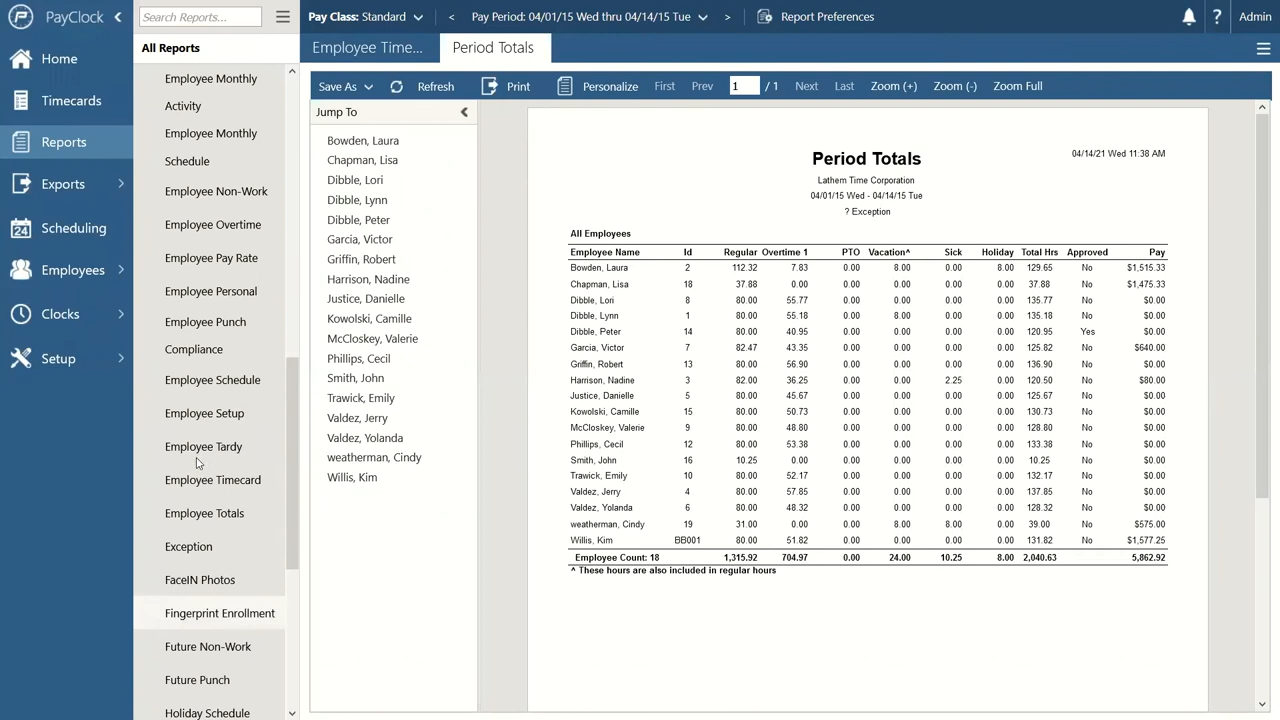 PayClock
Search Reports...
Pay Class: Standard
< Pay Period: 04/01/15 Wed thru 04/14/15 Tue >
Report Preferences
? Admin
Home
Timecards
Reports
Exports
24 Scheduling
Employees
Clocks
Setup
All Reports
Employee Monthly
Activity
Employee Monthly
Schedule
Employee Non-Work
Employee Overtime
Employee Pay Rate
Employee Personal
Employee Punch
Compliance
Employee Schedule
Employee Setup
Employee Tardy
Employee Timecard
Employee Totals
Exception
FaceIN Photos
Fingerprint Enrollment
Future Non-Work
Future Punch
Holiday Schedule
Employee Time... Period Totals
Save As Refresh Print Personalize First Prev 1 / 1 Next Last Zoom (+) Zoom (-) Zoom Full
Jump To
Bowden, Laura
Chapman, Lisa
Dibble, Lori
Dibble, Lynn
Dibble, Peter
Garcia, Victor
Griffin, Robert
Harrison, Nadine
Justice, Danielle
Kowolski, Camille
McCloskey, Valerie
Phillips, Cecil
Smith, John
Trawick, Emily
Valdez, Jerry
Valdez, Yolanda
weatherman, Cindy
Willis, Kim
Period Totals
04/14/21 Wed 11:38 AM
Lathem Time Corporation
04/01/15 Wed - 04/14/15 Tue
? Exception
All Employees
Employee Name Id Regular Overtime 1 PTO Vacation^ Sick Holiday Total Hrs Approved Pay
Bowden, Laura 2 112.32 7.83 0.00 8.00 0.00 8.00 129.65 No $1,515.33
Chapman, Lisa 18 37.88 0.00 0.00 0.00 0.00 0.00 37.88 No $1,475.33
Dibble, Lori 8 80.00 55.77 0.00 0.00 0.00 0.00 135.77 No $0.00
Dibble, Lynn 1 80.00 55.18 0.00 8.00 0.00 0.00 135.18 No $0.00
Dibble, Peter 14 80.00 40.95 0.00 0.00 0.00 0.00 120.95 Yes $0.00
Garcia, Victor 7 82.47 43.35 0.00 0.00 0.00 0.00 125.82 No $640.00
Griffin, Robert 13 80.00 56.90 0.00 0.00 0.00 0.00 136.90 No $0.00
Harrison, Nadine 3 82.00 36.25 0.00 0.00 2.25 0.00 120.50 No $80.00
Justice, Danielle 5 80.00 45.67 0.00 0.00 0.00 0.00 125.67 No $0.00
Kowolski, Camille 15 80.00 50.73 0.00 0.00 0.00 0.00 130.73 No $0.00
McCloskey, Valerie 9 80.00 48.80 0.00 0.00 0.00 0.00 128.80 No $0.00
Phillips, Cecil 12 80.00 53.38 0.00 0.00 0.00 0.00 133.38 No $0.00
Smith, John 16 10.25 0.00 0.00 0.00 0.00 0.00 10.25 No $0.00
Trawick, Emily 10 80.00 52.17 0.00 0.00 0.00 0.00 132.17 No $0.00
Valdez, Jerry 4 80.00 57.85 0.00 0.00 0.00 0.00 137.85 No $0.00
Valdez, Yolanda 6 80.00 48.32 0.00 0.00 0.00 0.00 128.32 No $0.00
weatherman, Cindy 19 31.00 0.00 0.00 8.00 8.00 0.00 39.00 No $575.00
Willis, Kim BB001 80.00 51.82 0.00 0.00 0.00 0.00 131.82 No $1,577.25
Employee Count: 18 1,315.92 704.97 0.00 24.00 10.25 8.00 2,040.63 5,862.92
^ These hours are also included in regular hours